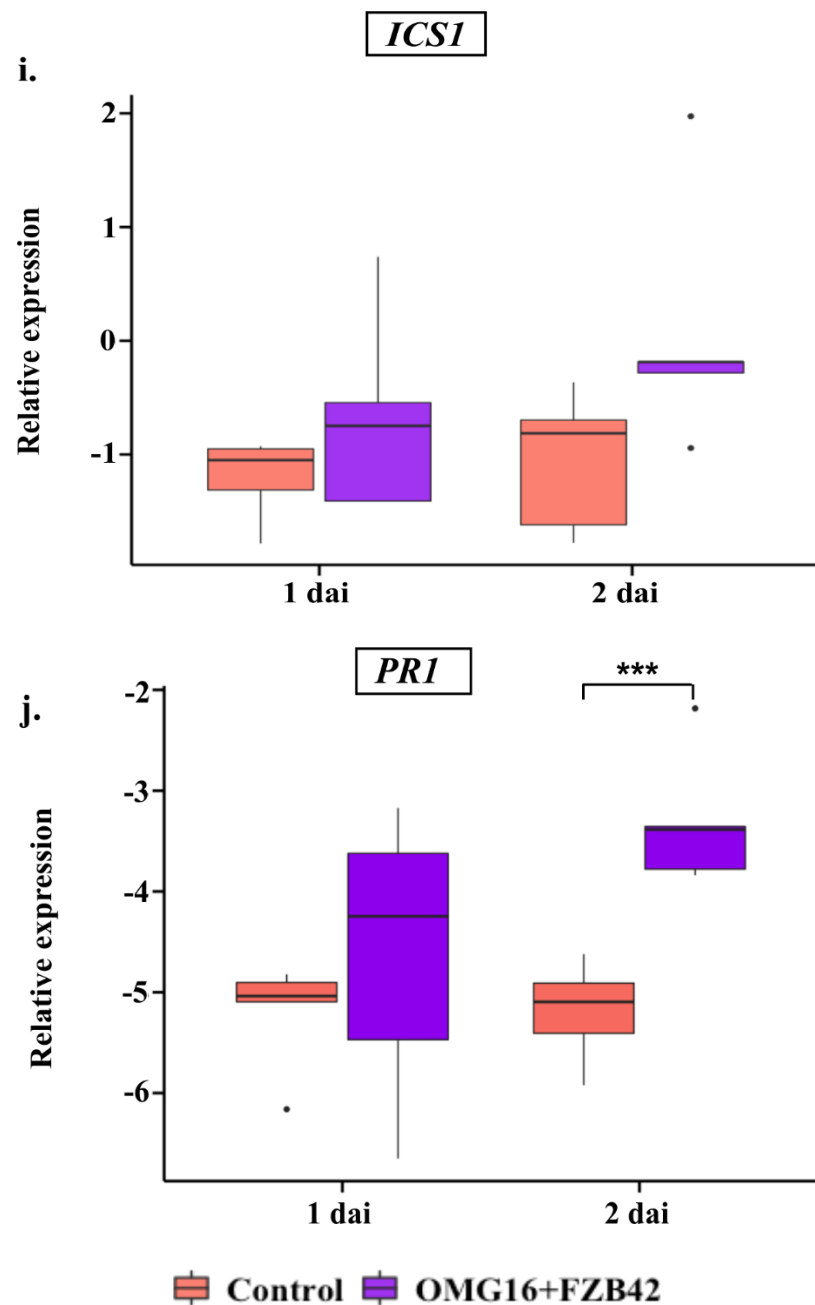 ICS1
i.
2
1
0
-1
Relative expression
1 dai 2 dai
PR1
j.
***
-2
-3
-4
-5
-6
Relative expression
1 dai 2 dai
Control OMG16+FZB42